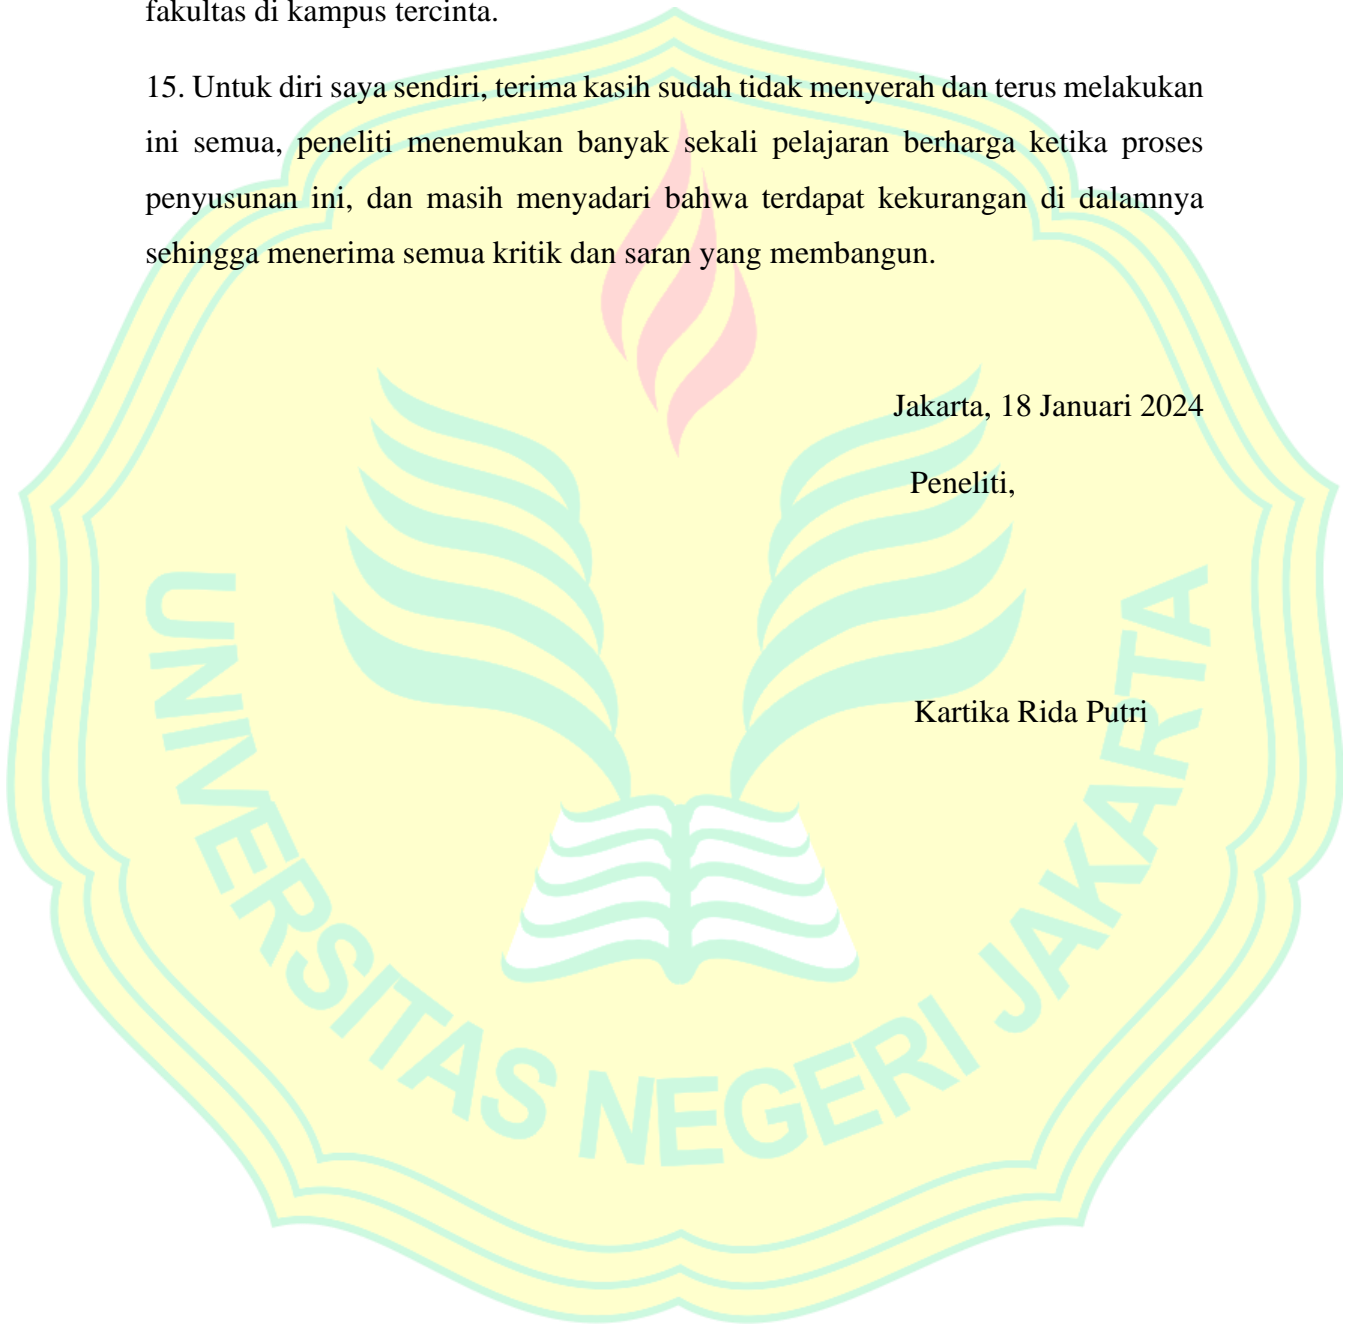 fakultas di kampus tercinta.
15. Untuk diri saya sendiri, terima kasih sudah tidak menyerah dan terus melakukan
ini semua, peneliti menemukan banyak sekali pelajaran berharga ketika proses
penyusunan ini, dan masih menyadari bahwa terdapat kekurangan di dalamnya
sehingga menerima semua kritik dan saran yang membangun.
Jakarta, 18 Januari 2024
Peneliti,
Kartika Rida Putri
UNIVERSITAS NEGERI JAKARTA